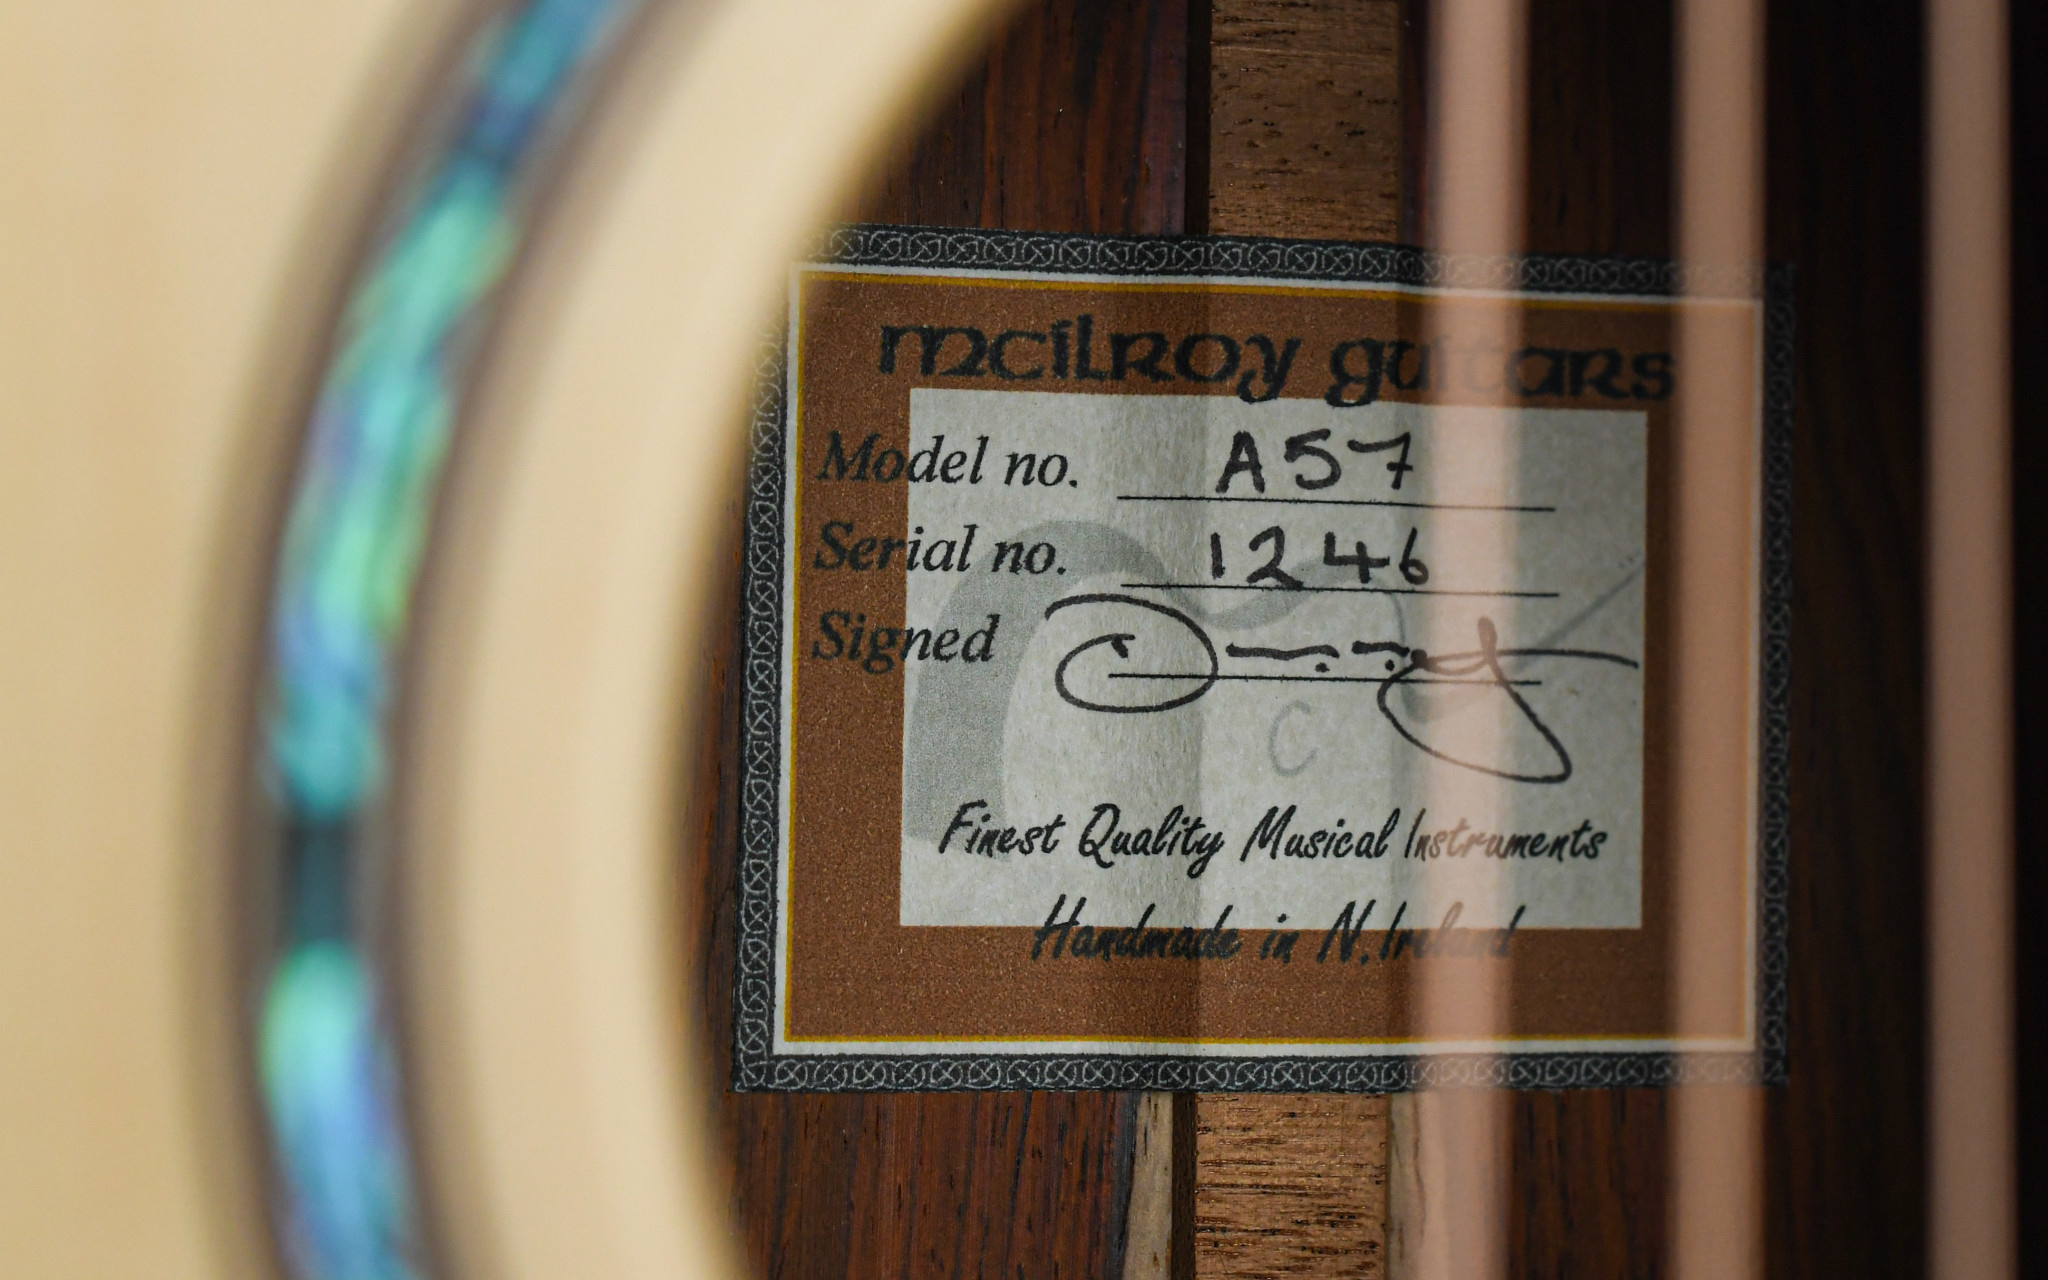 mcilroy guitars
Model no. A57
Serial no. 1246
Signed
C
Finest Quality Musical Instruments
Handmade in N. Ireland